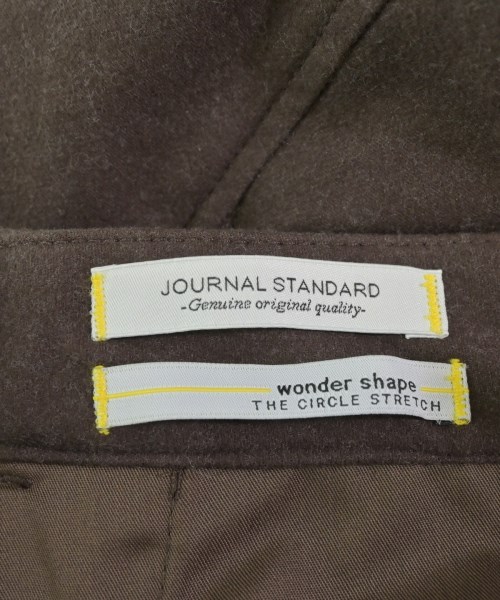 JOURNAL STANDARD
-Genuine original quality-
wonder shape
THE CIRCLE STRETCH